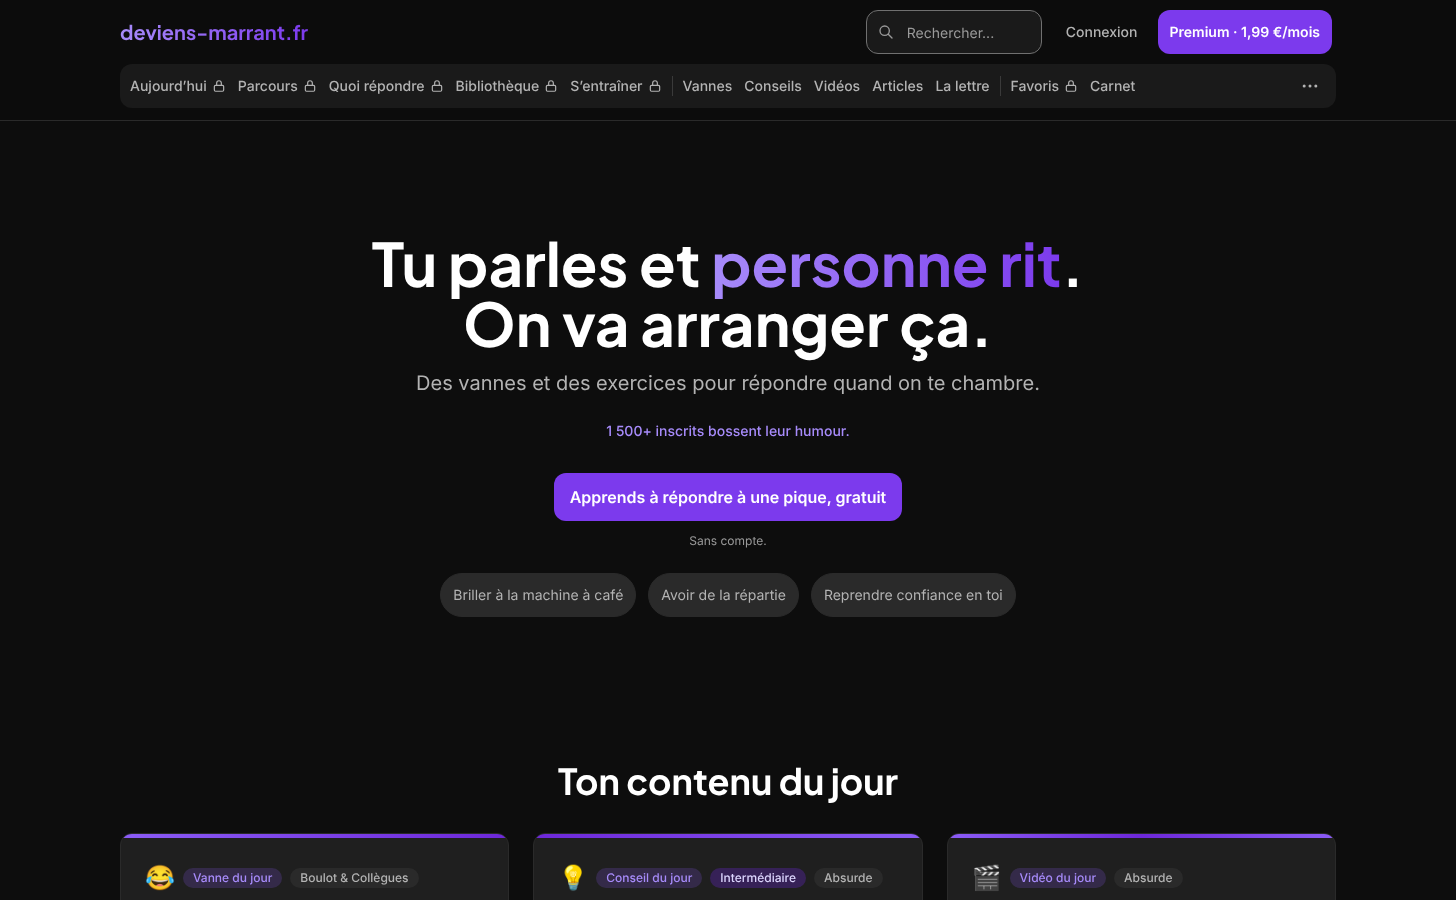 deviens-marrant.fr
Rechercher...
Connexion
Premium · 1,99 €/mois
Aujourd’hui Parcours Quoi répondre Bibliothèque S’entraîner Vannes Conseils Vidéos Articles La lettre Favoris Carnet
Tu parles et personne rit.
On va arranger ça.
Des vannes et des exercices pour répondre quand on te chambre.
1 500+ inscrits bossent leur humour.
Apprends à répondre à une pique, gratuit
Sans compte.
Briller à la machine à café Avoir de la répartie Reprendre confiance en toi
Ton contenu du jour
Vanne du jour Boulot & Collègues
Conseil du jour Intermédiaire Absurde
Vidéo du jour Absurde